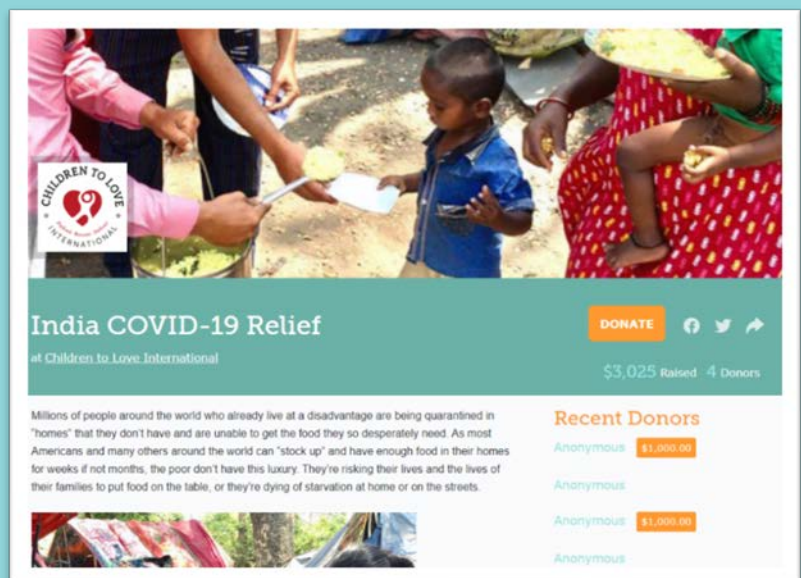 CHILDREN TO LOVE
INTERNATIONAL
India COVID-19 Relief
at Children to Love International
DONATE
$3,025 Raised 4 Donors
Millions of people around the world who already live at a disadvantage are being quarantined in
"homes" that they don't have and are unable to get the food they so desperately need. As most
Americans and many others around the world can "stock up" and have enough food in their homes
for weeks if not months, the poor don't have this luxury. They're risking their lives and the lives of
their families to put food on the table, or they're dying of starvation at home or on the streets.
Recent Donors
Anonymous $1,000.00
Anonymous
Anonymous $1,000.00
Anonymous